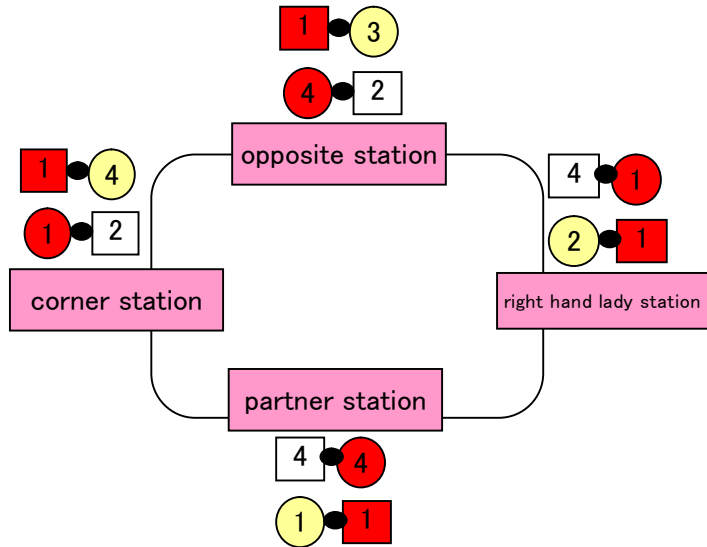 1 3
4 2
opposite station
1 4
4 1
1 2
2 1
corner station
right hand lady station
partner station
4 4
1 1